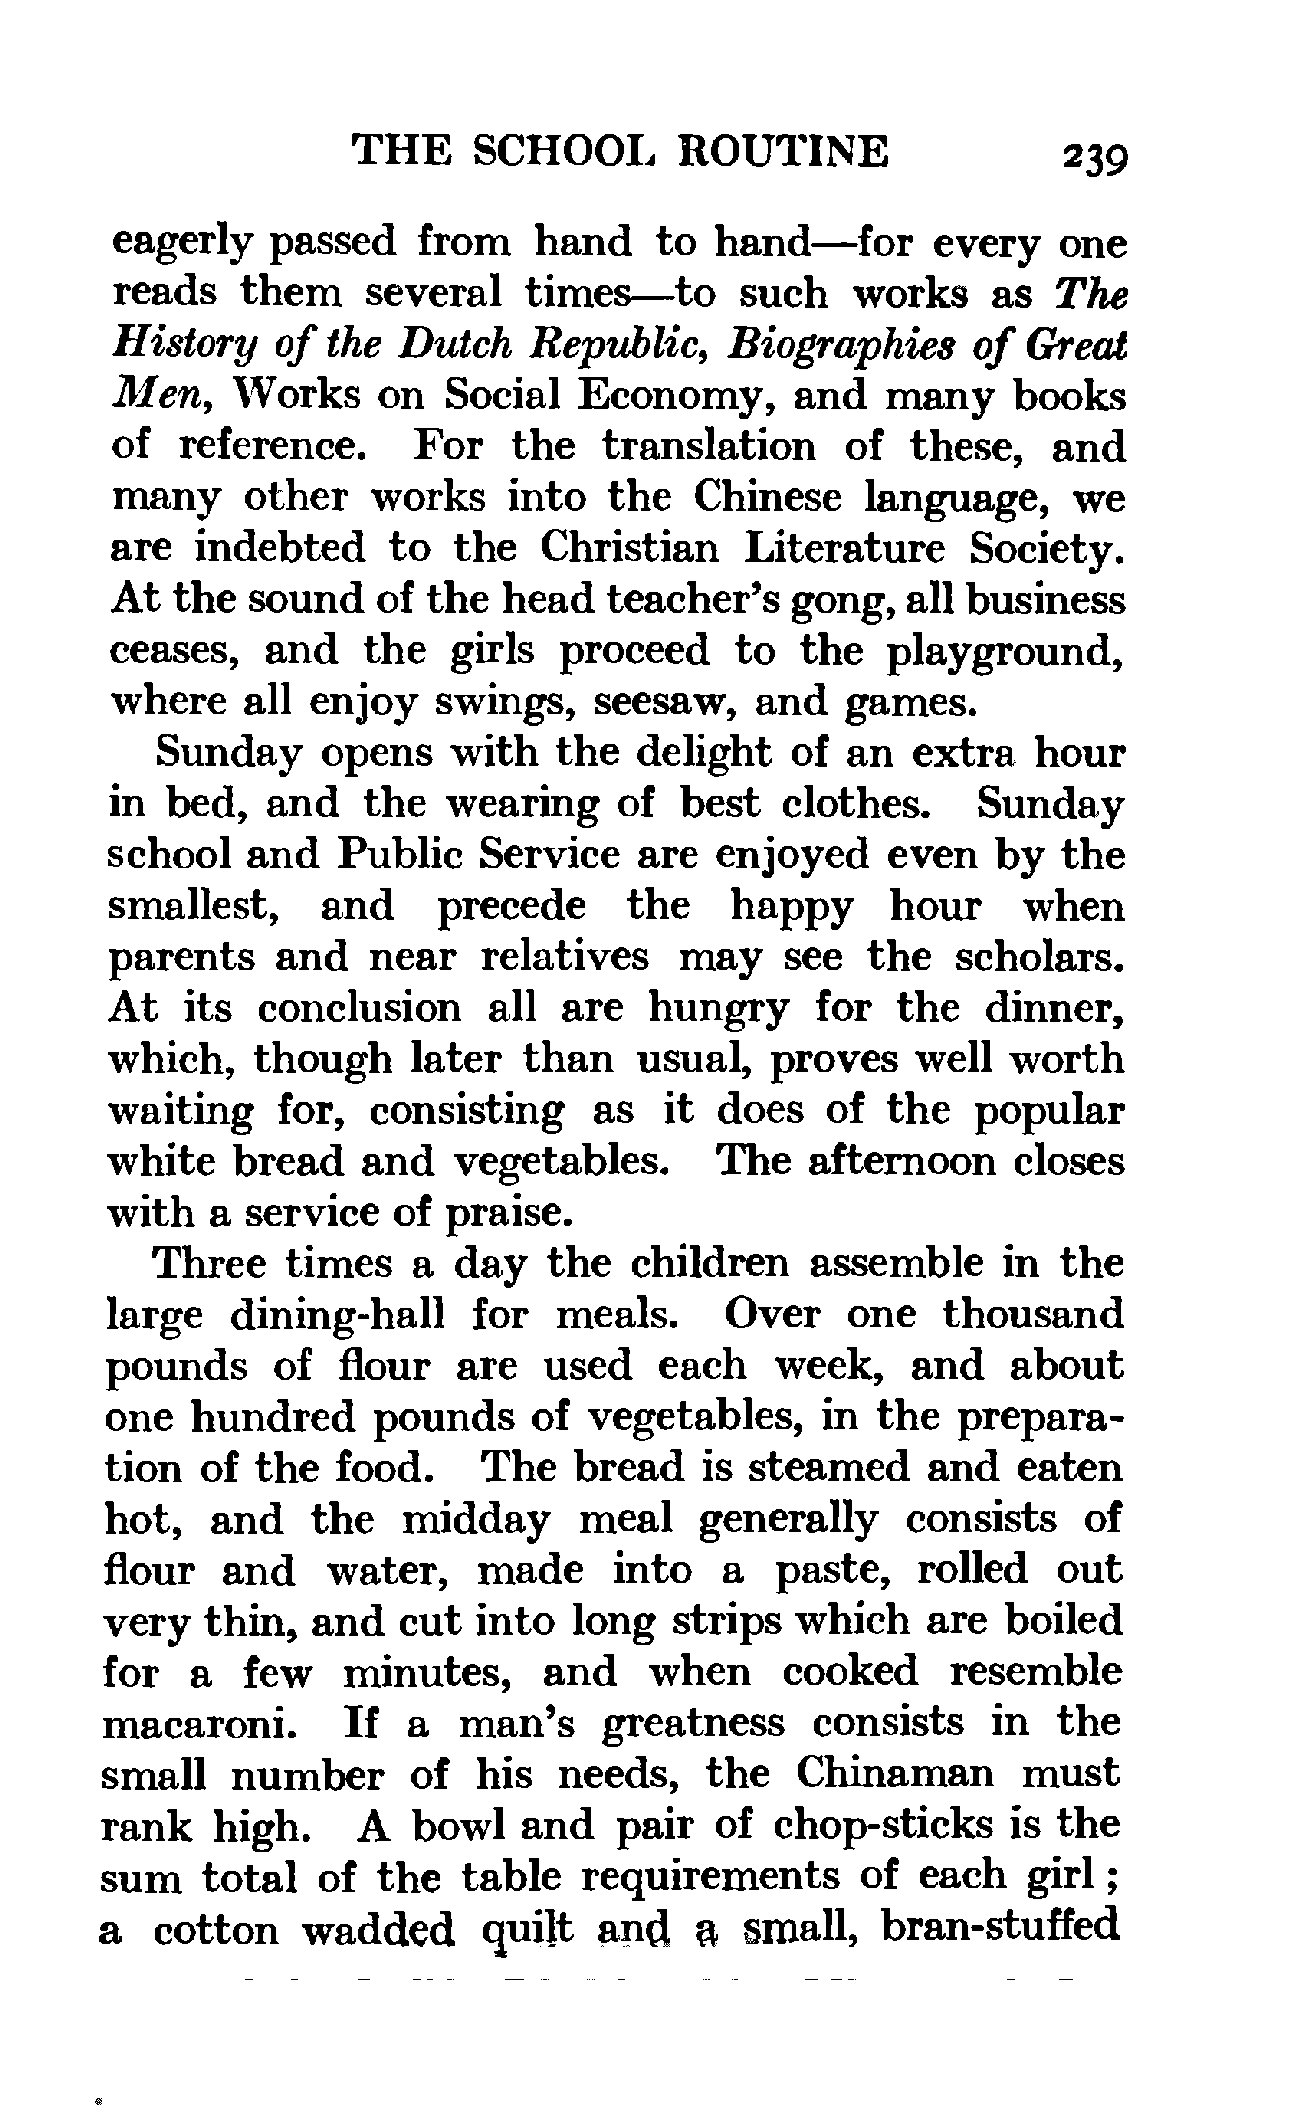 THE SCHOOL ROUTINE 239
eagerly passed from hand to hand—for every one
reads them several times—to such works as The
History of the Dutch Republic, Biographies of Great
Men, Works on Social Economy, and many books
of reference. For the translation of these, and
many other works into the Chinese language, we
are indebted to the Christian Literature Society.
At the sound of the head teacher's gong, all business
ceases, and the girls proceed to the playground,
where all enjoy swings, seesaw, and games.
Sunday opens with the delight of an extra hour
in bed, and the wearing of best clothes. Sunday
school and Public Service are enjoyed even by the
smallest, and precede the happy hour when
parents and near relatives may see the scholars.
At its conclusion all are hungry for the dinner,
which, though later than usual, proves well worth
waiting for, consisting as it does of the popular
white bread and vegetables. The afternoon closes
with a service of praise.
Three times a day the children assemble in the
large dining-hall for meals. Over one thousand
pounds of flour are used each week, and about
one hundred pounds of vegetables, in the prepara-
tion of the food. The bread is steamed and eaten
hot, and the midday meal generally consists of
flour and water, made into a paste, rolled out
very thin, and cut into long strips which are boiled
for a few minutes, and when cooked resemble
macaroni. If a man's greatness consists in the
small number of his needs, the Chinaman must
rank high. A bowl and pair of chop-sticks is the
sum total of the table requirements of each girl ;
a cotton wadded quilt and a small, bran-stuffed